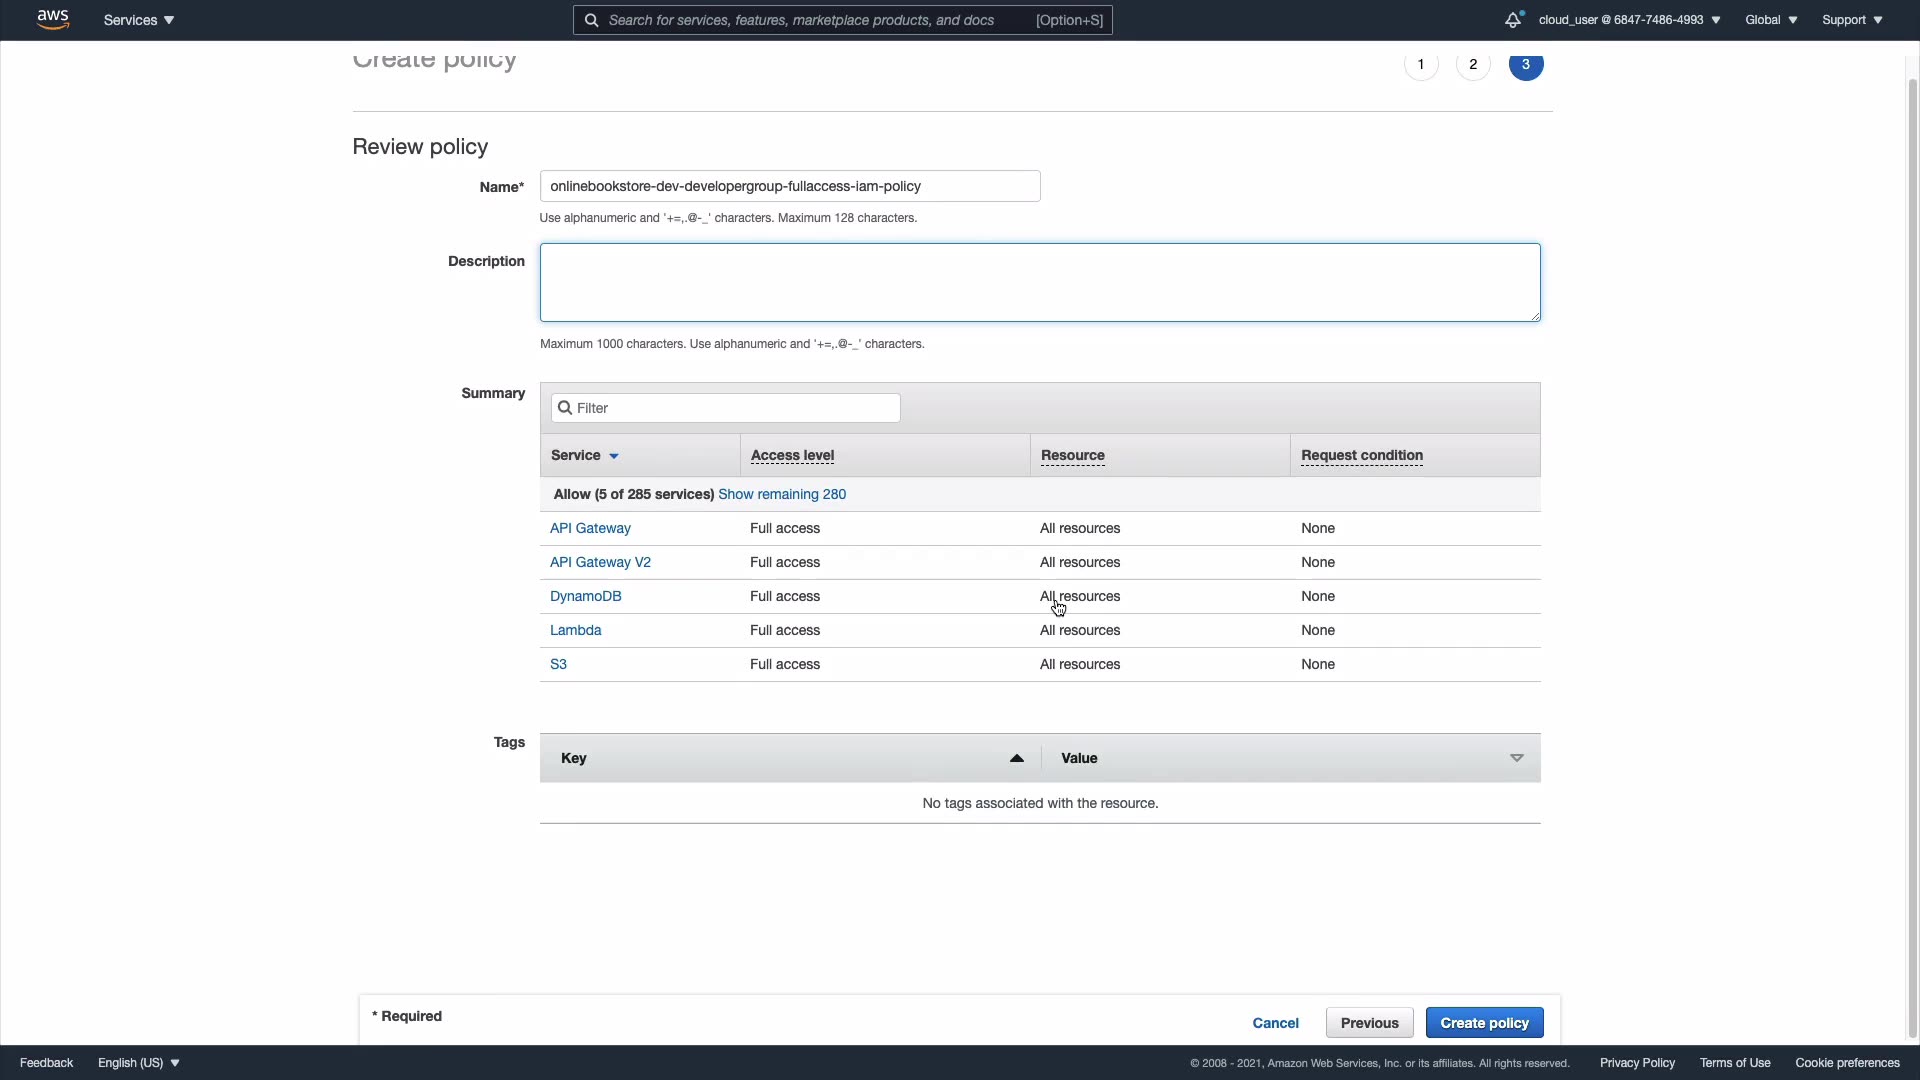 aws
Services
Search for services, features, marketplace products, and docs [Option+S]
cloud_user @ 6847-7486-4993
Global
Support
Create policy
1
2
3
Review policy
Name*
onlinebookstore-dev-developergroup-fullaccess-iam-policy
Use alphanumeric and '+=,.@-_' characters. Maximum 128 characters.
Description
Maximum 1000 characters. Use alphanumeric and '+=,.@-_' characters.
Summary
Filter
Service Access level Resource Request condition
Allow (5 of 285 services) Show remaining 280
API Gateway Full access All resources None
API Gateway V2 Full access All resources None
DynamoDB Full access All resources None
Lambda Full access All resources None
S3 Full access All resources None
Tags
Key Value
No tags associated with the resource.
* Required
Cancel
Previous
Create policy
Feedback
English (US)
© 2008 - 2021, Amazon Web Services, Inc. or its affiliates. All rights reserved.
Privacy Policy
Terms of Use
Cookie preferences